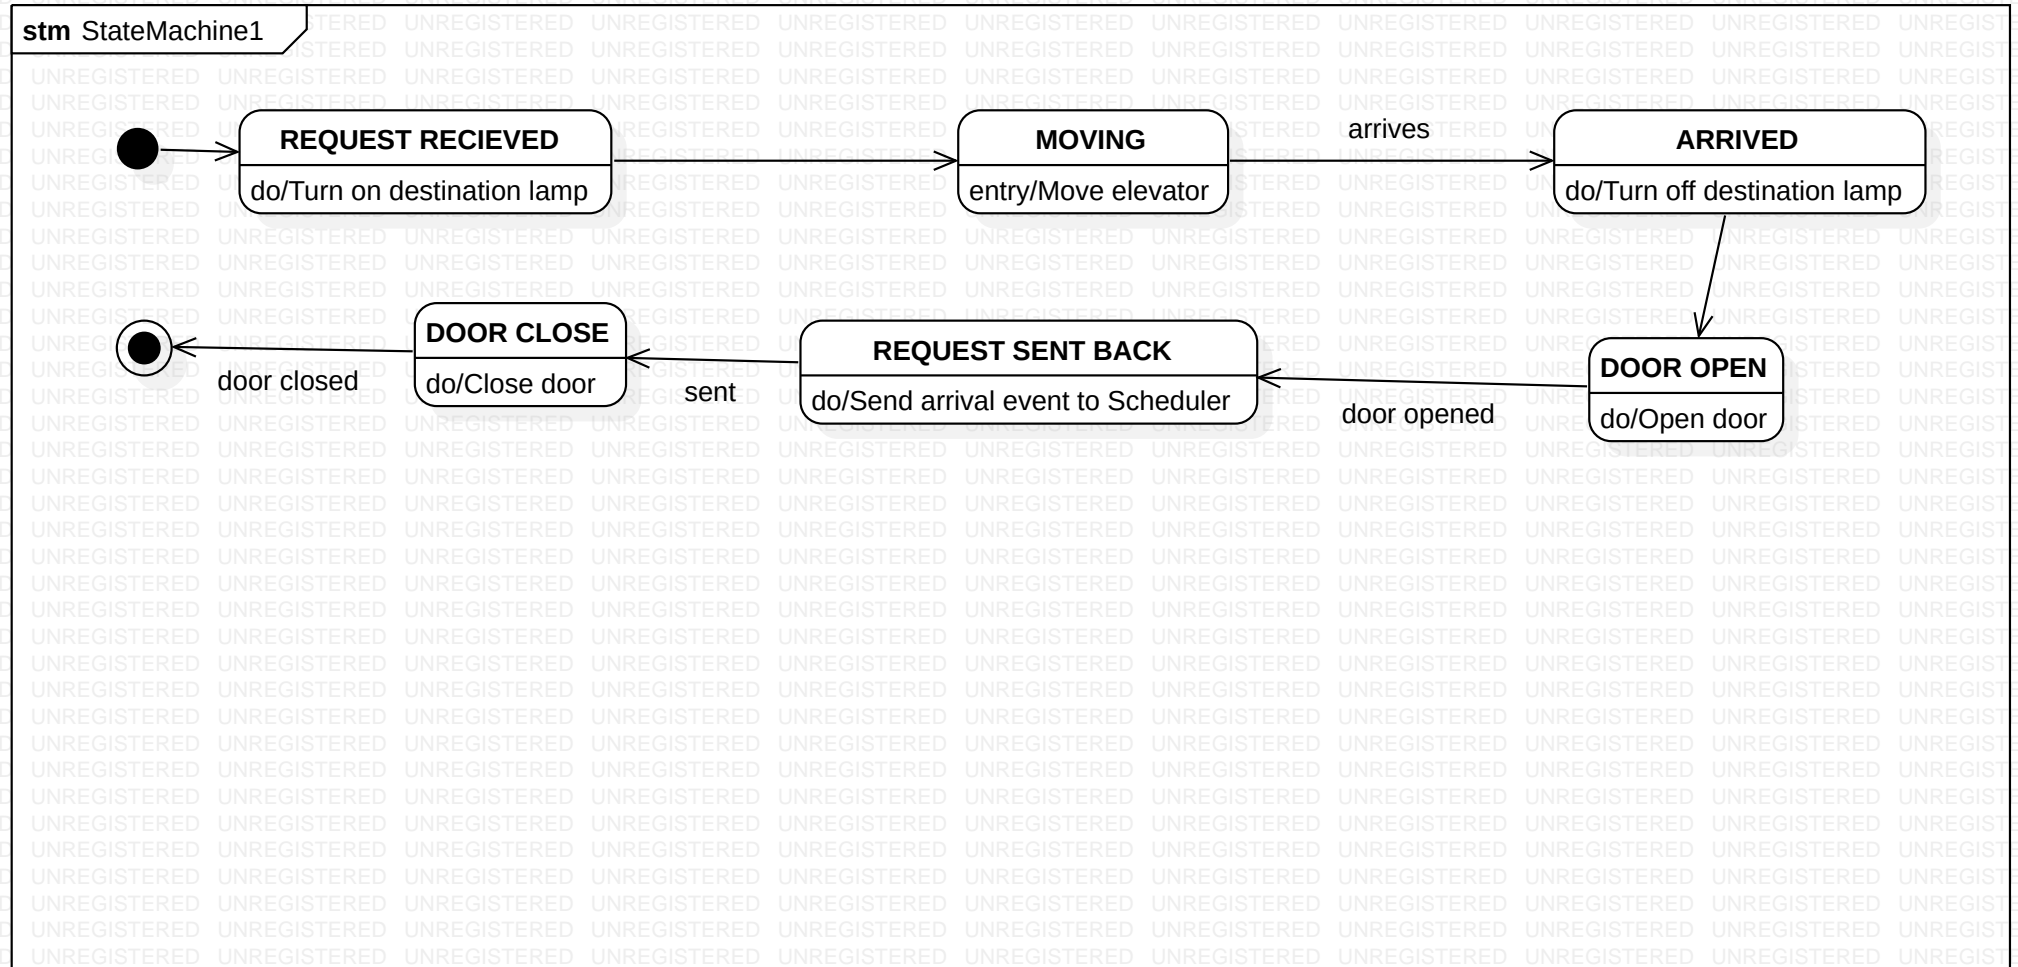 stm StateMachine1
REQUEST RECIEVED
do/Turn on destination lamp
MOVING
entry/Move elevator
arrives
ARRIVED
do/Turn off destination lamp
DOOR OPEN
do/Open door
door opened
REQUEST SENT BACK
do/Send arrival event to Scheduler
sent
DOOR CLOSE
do/Close door
door closed
UNREGISTERED